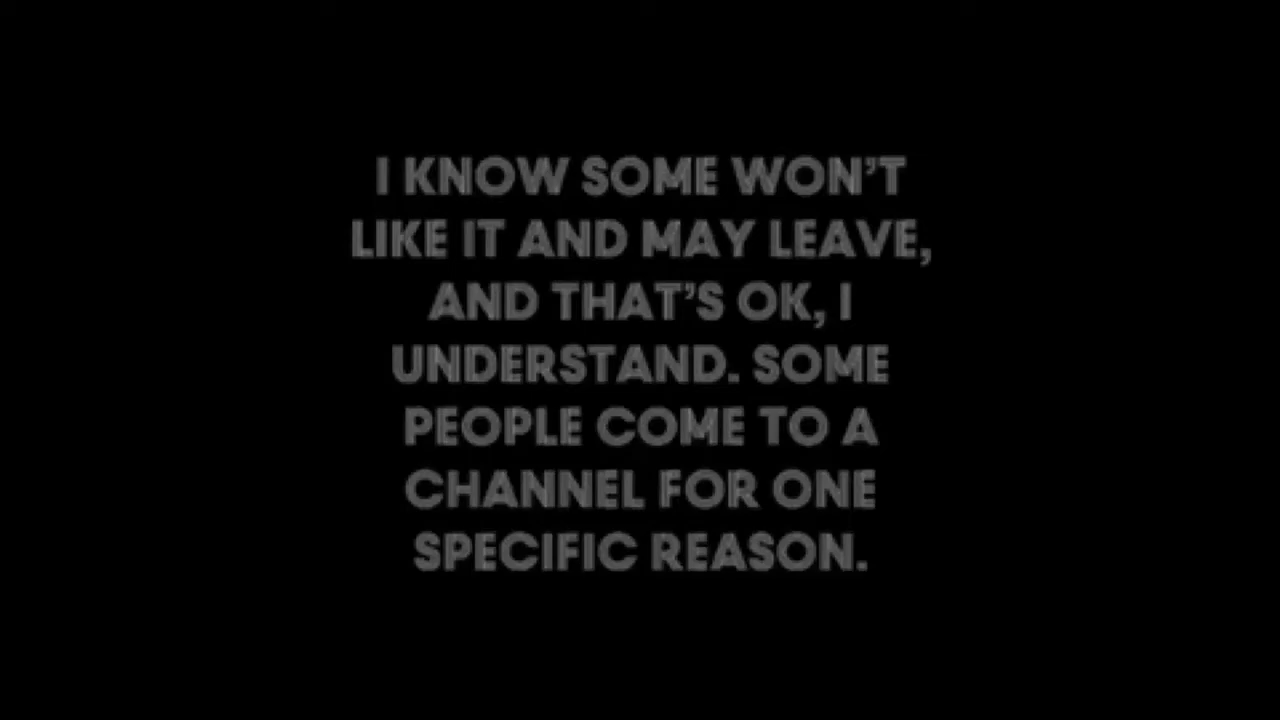 I KNOW SOME WON’T
LIKE IT AND MAY LEAVE,
AND THAT’S OK, I
UNDERSTAND. SOME
PEOPLE COME TO A
CHANNEL FOR ONE
SPECIFIC REASON.